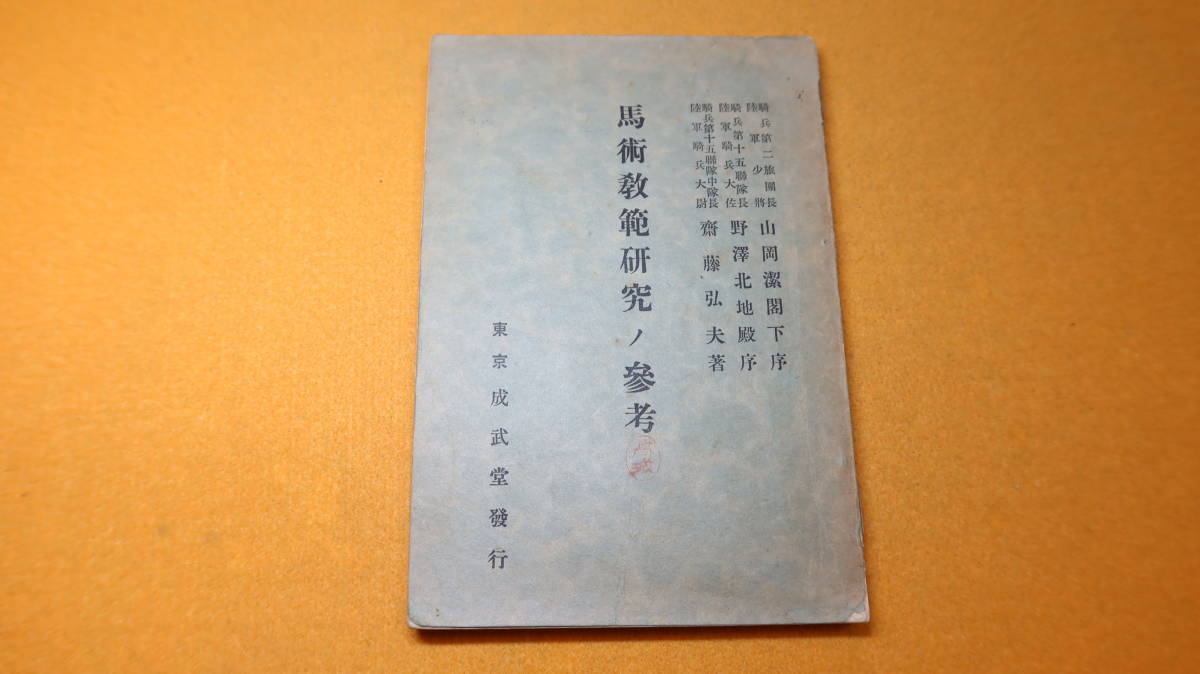 騎兵第二旅團長
陸軍少將
山岡潔閣下序
騎兵第十五聯隊長
陸軍騎兵大佐
野澤北地殿序
騎兵第十五聯隊中隊長
陸軍騎兵大尉
齋藤弘夫著
馬術教範研究ノ參考
東京成武堂發行